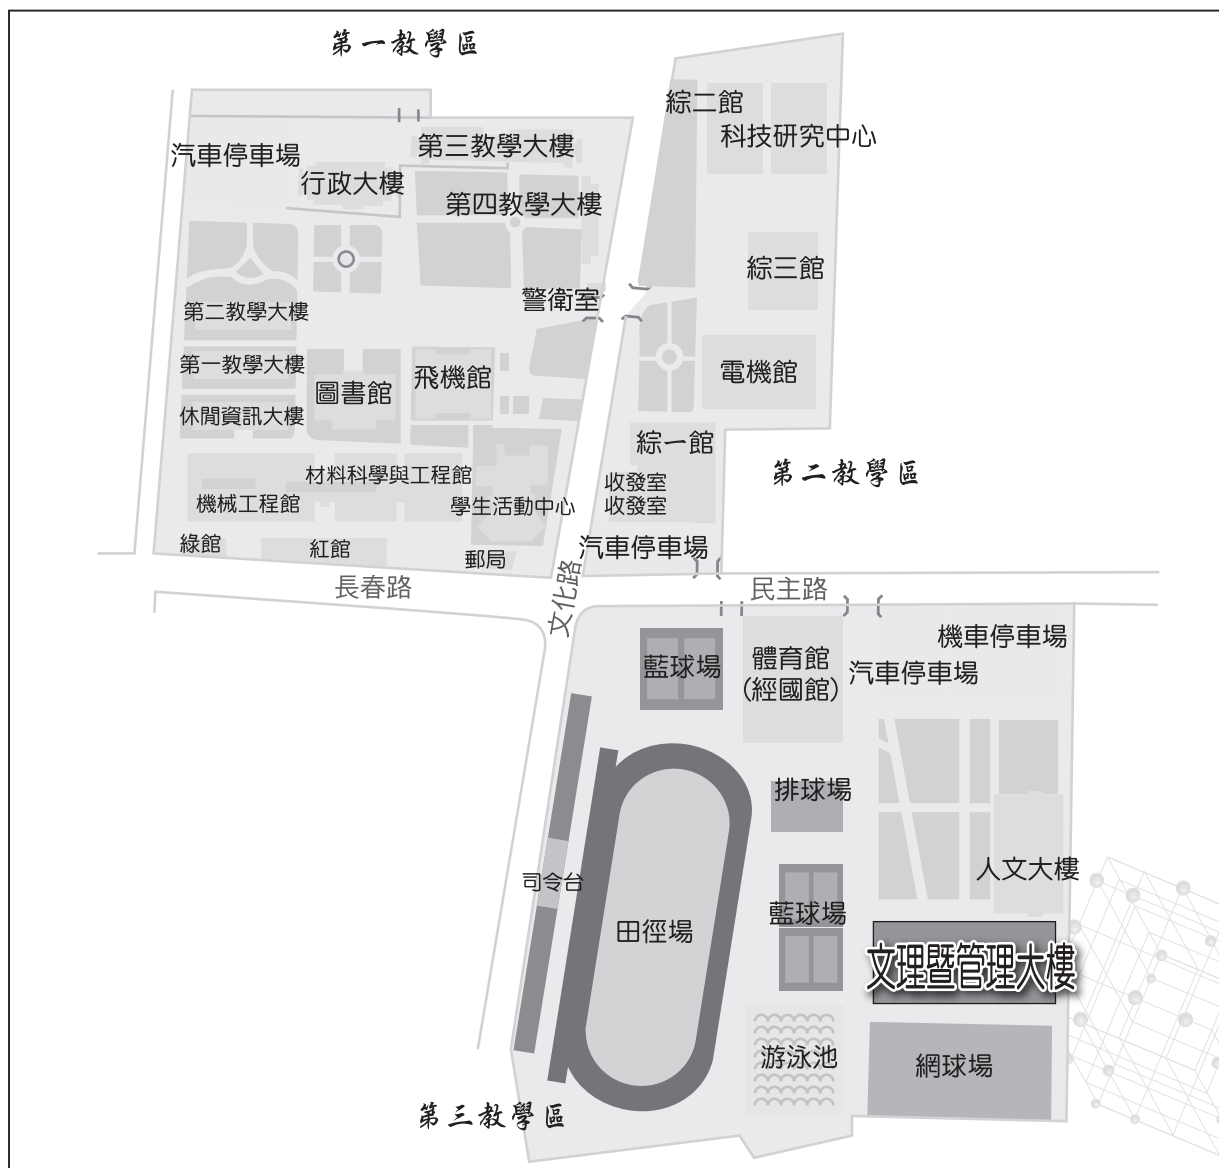 第一教學區
綜二館
科技研究中心
汽車停車場
第三教學大樓
行政大樓
第四教學大樓
綜三館
警衛室
第二教學大樓
第一教學大樓
圖書館
飛機館
電機館
休閒資訊大樓
綜一館
第二教學區
材料科學與工程館
收發室
收發室
機械工程館
學生活動中心
綠館
紅館
郵局
汽車停車場
長春路
文化路
民主路
機車停車場
藍球場
體育館
(經國館)
汽車停車場
排球場
人文大樓
司令台
藍球場
田徑場
文理暨管理大樓
游泳池
網球場
第三教學區